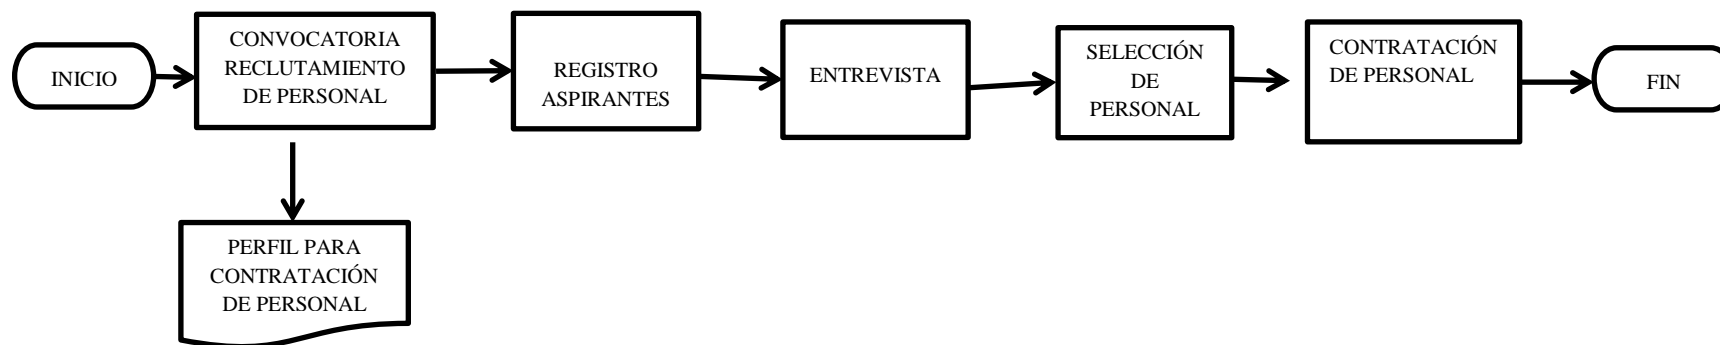 INICIO
CONVOCATORIA
RECLUTAMIENTO
DE PERSONAL
REGISTRO
ASPIRANTES
ENTREVISTA
SELECCIÓN
DE
PERSONAL
CONTRATACIÓN
DE PERSONAL
FIN
PERFIL PARA
CONTRATACIÓN
DE PERSONAL